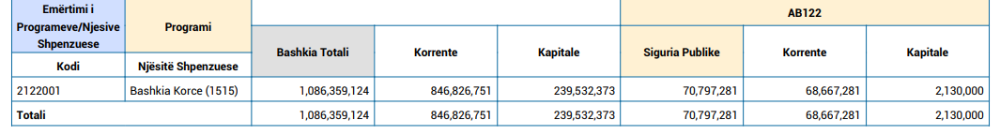 Emërtimi i Programeve/Njesive Shpenzuese Programi AB122
Bashkia Totali Korrente Kapitale Siguria Publike Korrente Kapitale
Kodi Njësitë Shpenzuese
2122001 Bashkia Korce (1515) 1,086,359,124 846,826,751 239,532,373 70,797,281 68,667,281 2,130,000
Totali 1,086,359,124 846,826,751 239,532,373 70,797,281 68,667,281 2,130,000